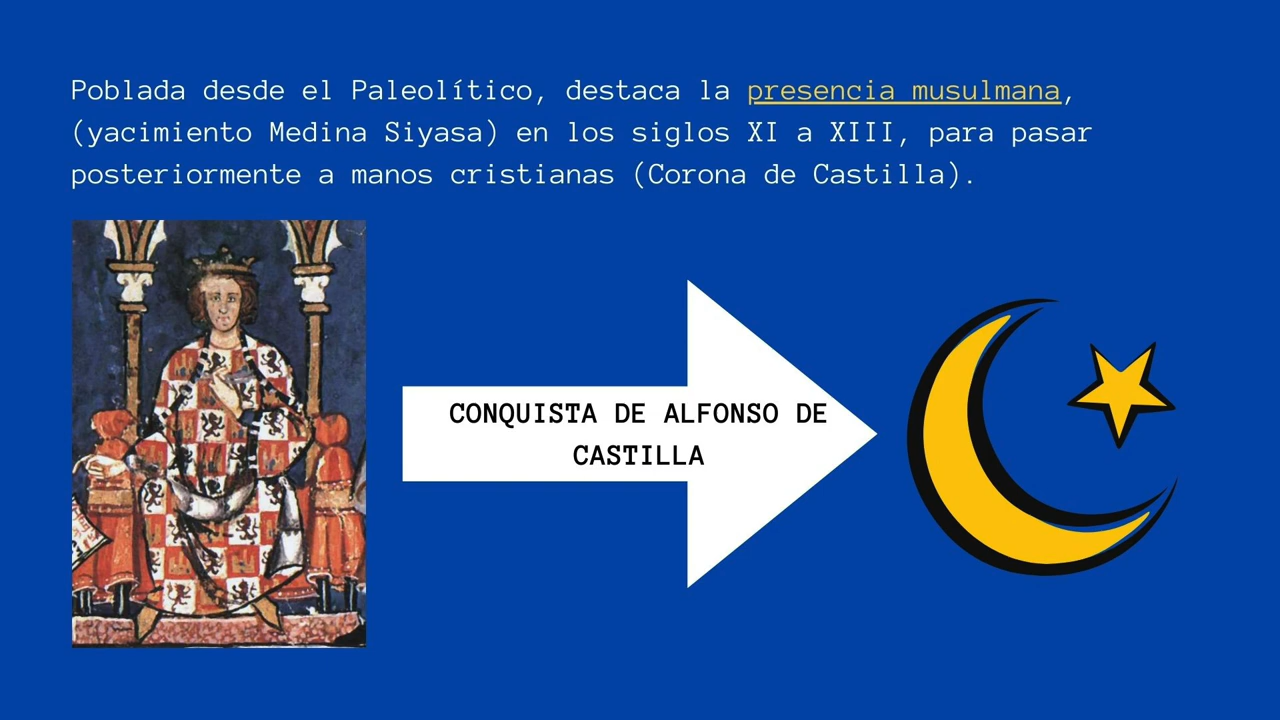 Poblada desde el Paleolítico, destaca la presencia musulmana,
(yacimiento Medina Siyasa) en los siglos XI a XIII, para pasar
posteriormente a manos cristianas (Corona de Castilla).
CONQUISTA DE ALFONSO DE
CASTILLA